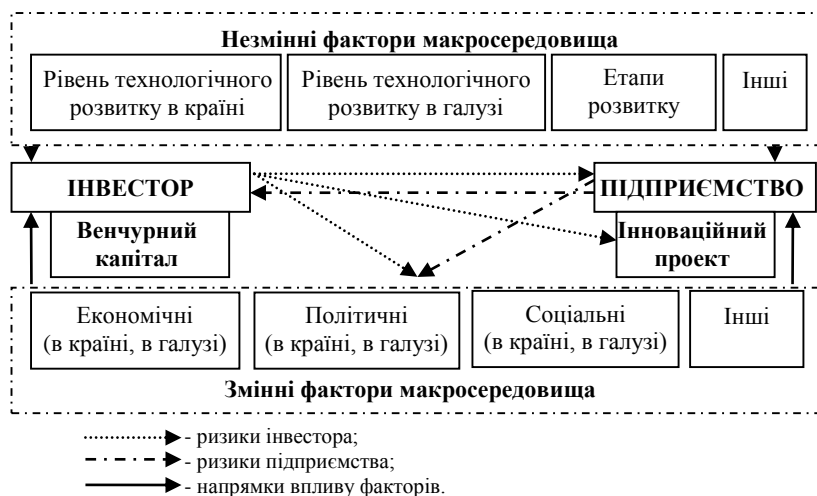 Незмінні фактори макросередовища
Рівень технологічного
розвитку в країні
Рівень технологічного
розвитку в галузі
Етапи
розвитку
Інші
ІНВЕСТОР
ПІДПРИЄМСТВО
Венчурний
капітал
Інноваційний
проект
Економічні
(в країні, в галузі)
Політичні
(в країні, в галузі)
Соціальні
(в країні, в галузі)
Інші
Змінні фактори макросередовища
- ризики інвестора;
- ризики підприємства;
- напрямки впливу факторів.